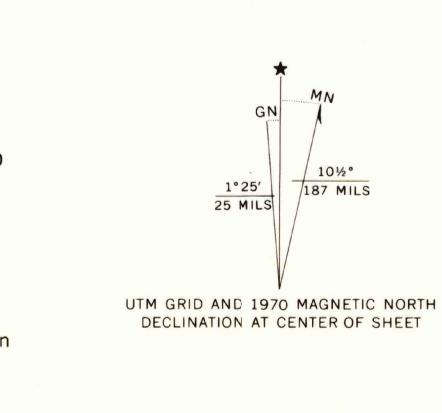 ★
MN
GN
10½°
187 MILS
1°25′
25 MILS
UTM GRID AND 1970 MAGNETIC NORTH
DECLINATION AT CENTER OF SHEET
n